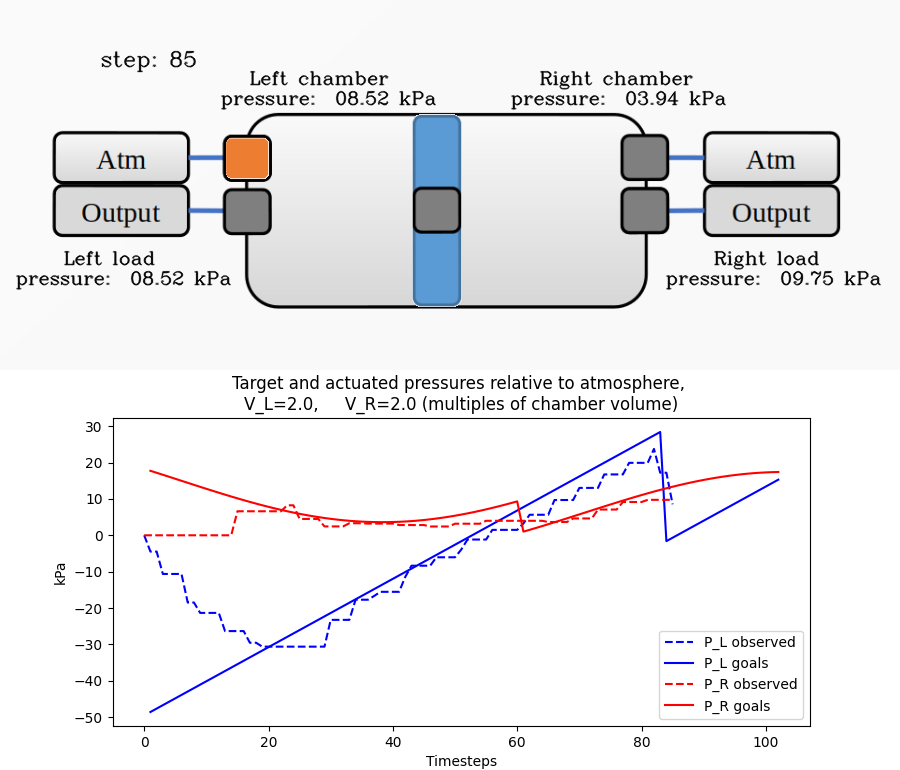 step: 85
Left chamber
pressure: 08.52 kPa
Right chamber
pressure: 03.94 kPa
Atm
Output
Atm
Output
Left load
pressure: 08.52 kPa
Right load
pressure: 09.75 kPa
Target and actuated pressures relative to atmosphere,
V_L=2.0, V_R=2.0 (multiples of chamber volume)
30
20
10
0
−10
−20
−30
−40
−50
kPa
P_L observed
P_L goals
P_R observed
P_R goals
0 20 40 60 80 100
Timesteps